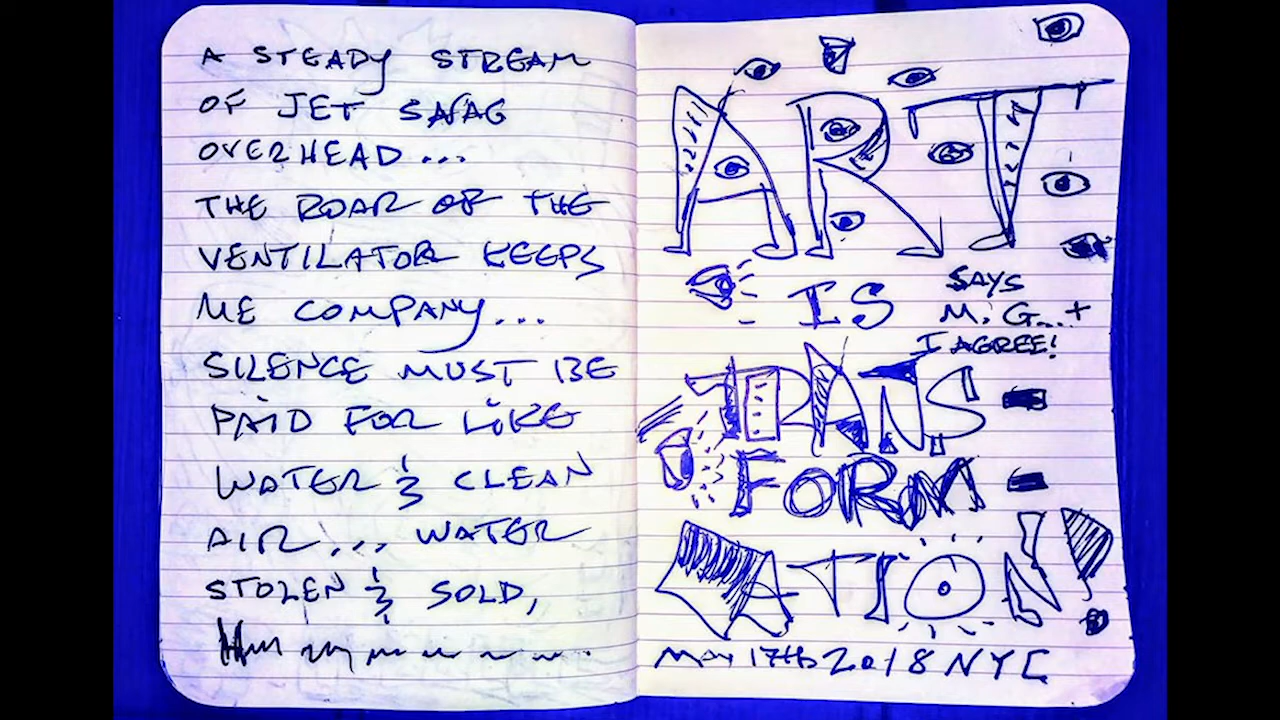 A STEADY STREAM
OF JET SWAG
OVERHEAD...
THE ROAR OF THE
VENTILATOR KEEPS
ME COMPANY...
SILENCE MUST BE
PAID FOR LIKE
WATER & CLEAN
AIR... WATER
STOLEN & SOLD,
ART
IS
SAYS
M. G...+
I AGREE!
TRANS-
FORM-
ATION!
MAY 17th 2018 NYC